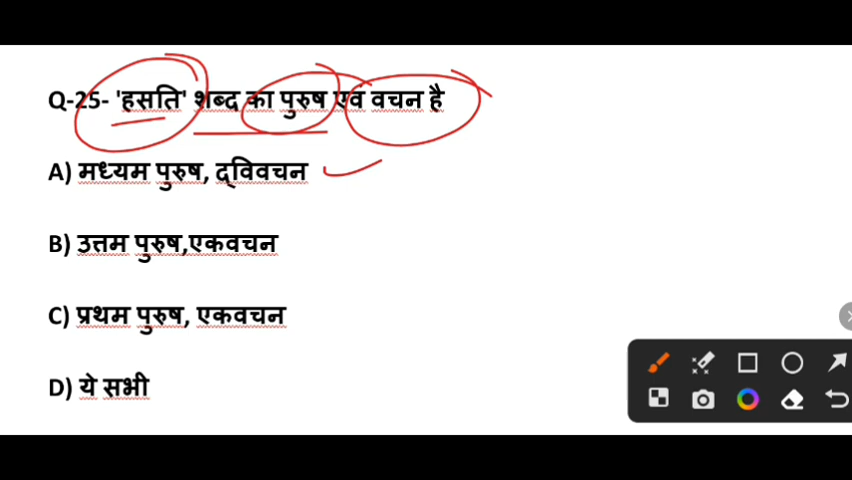 Q-25- 'हसति' शब्द का पुरुष एवं वचन है
A) मध्यम पुरुष, द्विवचन
B) उत्तम पुरुष,एकवचन
C) प्रथम पुरुष, एकवचन
D) ये सभी